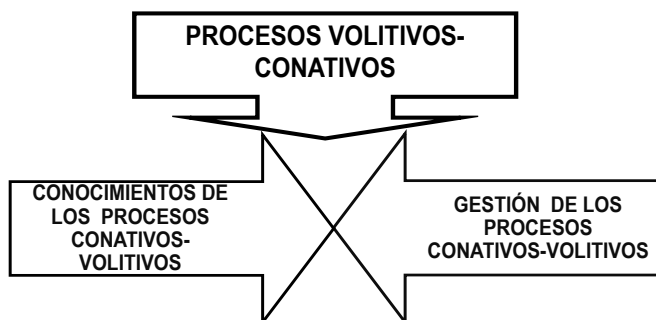 PROCESOS VOLITIVOS-
CONATIVOS
CONOCIMIENTOS DE
LOS PROCESOS
CONATIVOS-
VOLITIVOS
GESTIÓN DE LOS
PROCESOS
CONATIVOS-VOLITIVOS